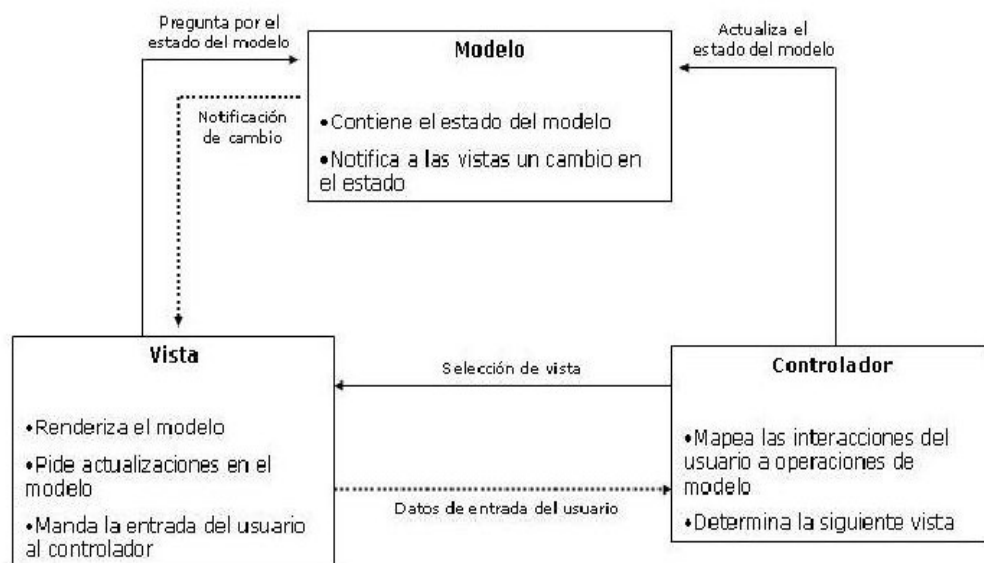 Pregunta por el
estado del modelo
Modelo
•Contiene el estado del modelo
•Notifica a las vistas un cambio en
el estado
Actualiza el
estado del modelo
Notificación
de cambio
Vista
•Renderiza el modelo
•Pide actualizaciones en el
modelo
•Manda la entrada del usuario
al controlador
Selección de vista
Datos de entrada del usuario
Controlador
•Mapea las interacciones del
usuario a operaciones de
modelo
•Determina la siguiente vista